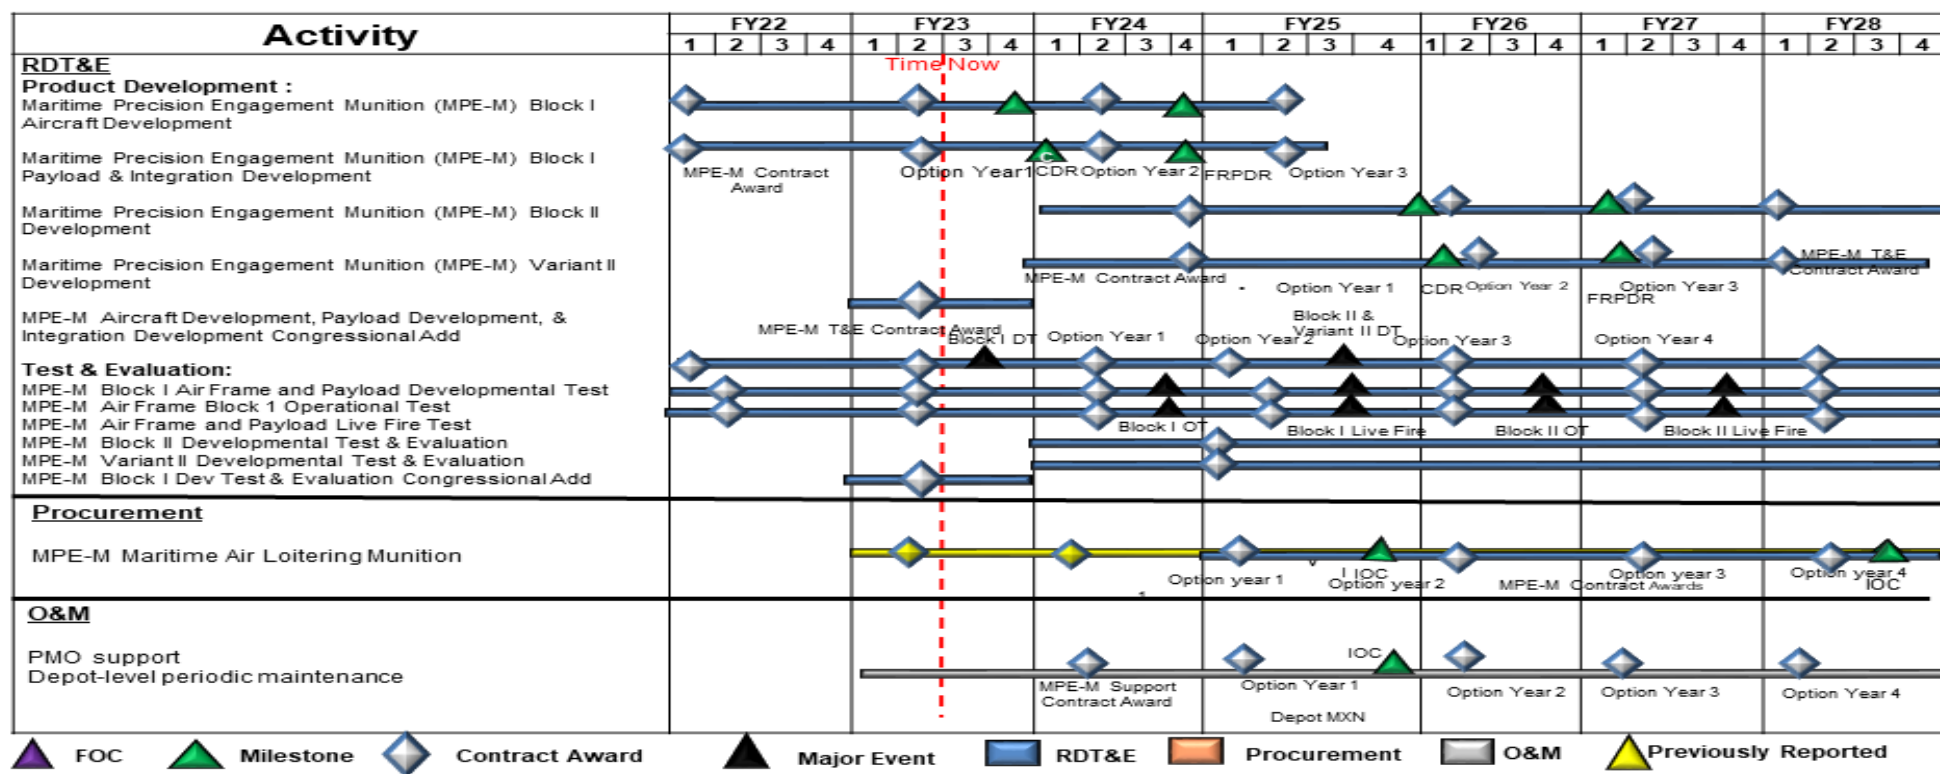 Activity
FY22 FY23 FY24 FY25 FY26 FY27 FY28
1 2 3 4 1 2 3 4 1 2 3 4 1 2 3 4 1 2 3 4 1 2 3 4 1 2 3 4
Time Now
RDT&E
Product Development :
Maritime Precision Engagement Munition (MPE-M) Block I
Aircraft Development
Maritime Precision Engagement Munition (MPE-M) Block I
Payload & Integration Development
C
MPE-M Contract
Award
Option Year1
CDR
Option Year 2
FRPDR
Option Year 3
Maritime Precision Engagement Munition (MPE-M) Block II
Development
Maritime Precision Engagement Munition (MPE-M) Variant II
Development
MPE-M Contract Award
Option Year 1
CDR
Option Year 2
FRPDR
Option Year 3
MPE-M T&E
Contract Award
MPE-M Aircraft Development, Payload Development, &
Integration Development Congressional Add
MPE-M T&E Contract Award
Block I DT
Option Year 1
Option Year 2
Block II &
Variant II DT
Option Year 3
Option Year 4
Test & Evaluation:
MPE-M Block I Air Frame and Payload Developmental Test
MPE-M Air Frame Block 1 Operational Test
MPE-M Air Frame and Payload Live Fire Test
Block I OT
Block I Live Fire
Block II OT
Block II Live Fire
MPE-M Block II Developmental Test & Evaluation
MPE-M Variant II Developmental Test & Evaluation
MPE-M Block I Dev Test & Evaluation Congressional Add
Procurement
MPE-M Maritime Air Loitering Munition
Option year 1
IOC
Option year 2
MPE-M Contract Awards
Option year 3
Option year 4
IOC
O&M
PMO support
Depot-level periodic maintenance
IOC
MPE-M Support
Contract Award
Option Year 1
Option Year 2
Option Year 3
Option Year 4
Depot MXN
FOC Milestone Contract Award Major Event RDT&E Procurement O&M Previously Reported